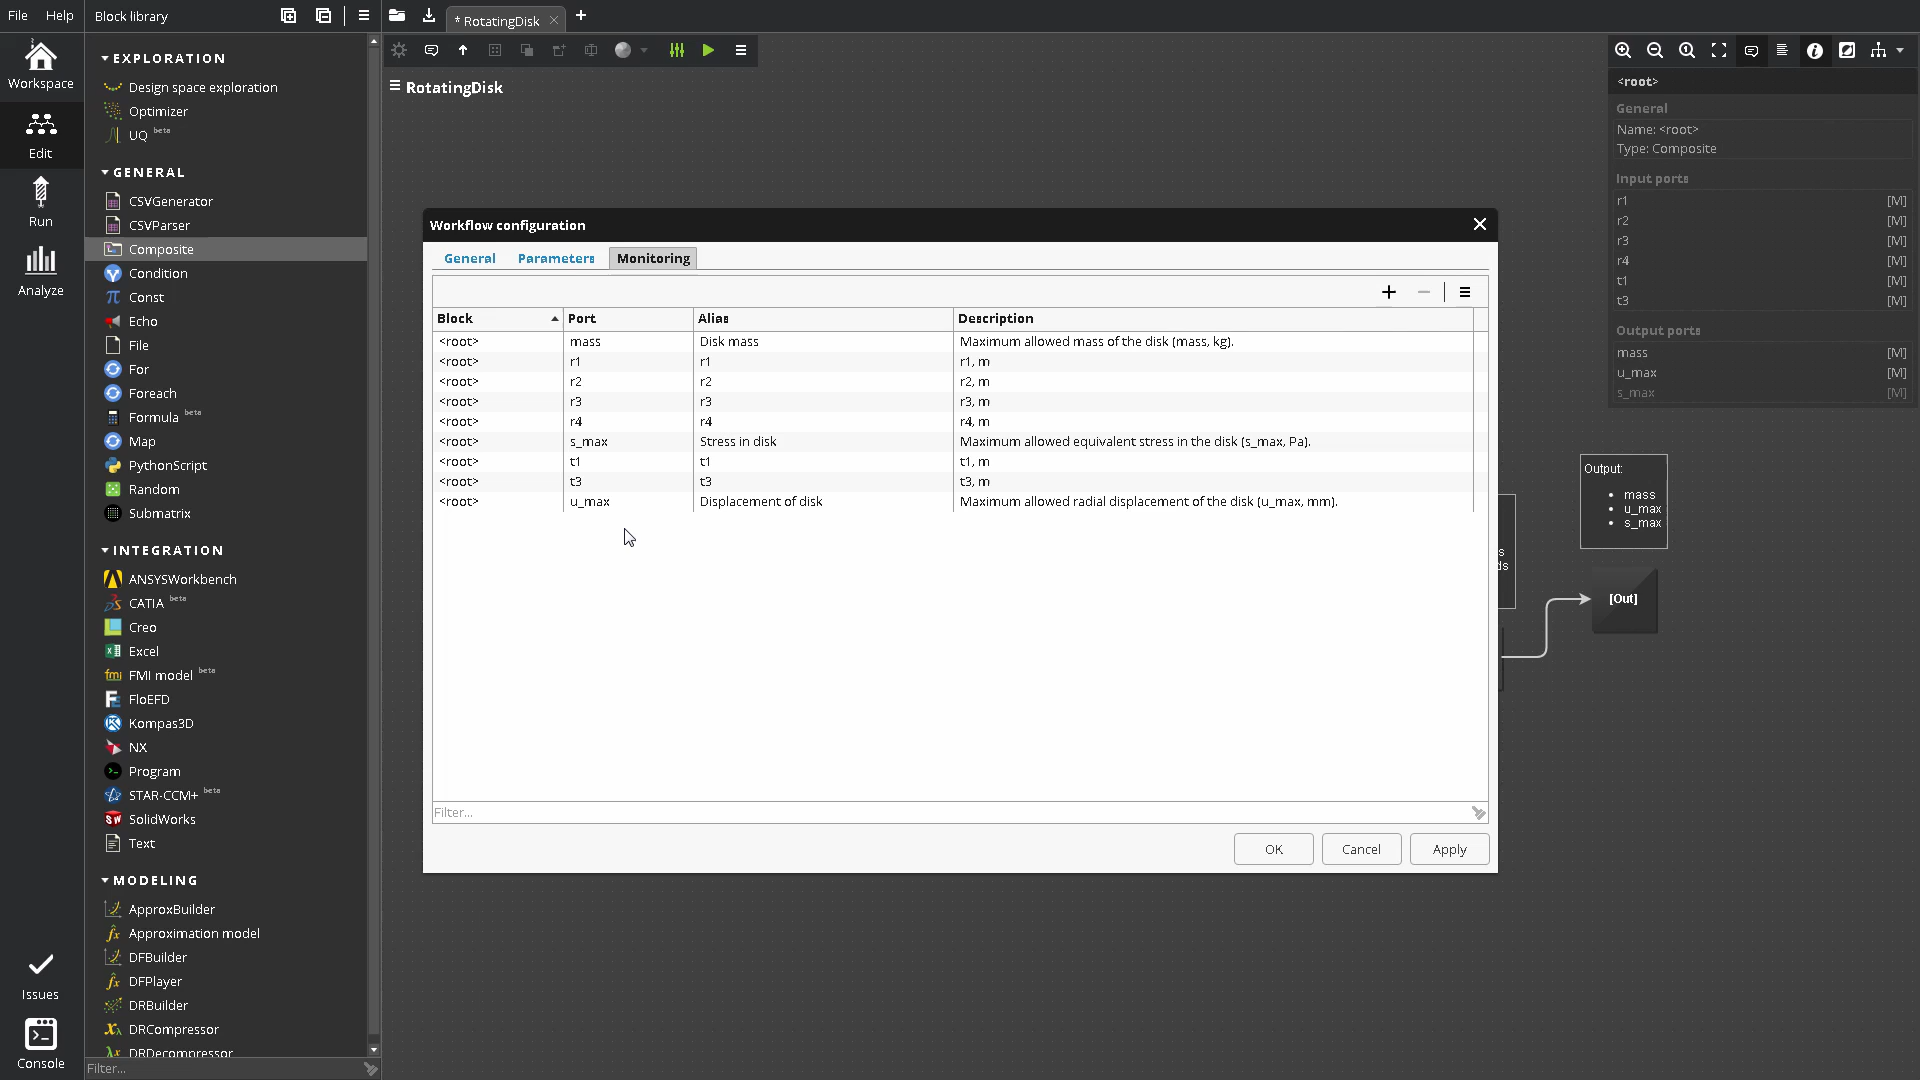 File Help Block library
* RotatingDisk
Workspace
Edit
Run
Analyze
Issues
Console
EXPLORATION
Design space exploration
Optimizer
UQ beta
GENERAL
CSVGenerator
CSVParser
Composite
Condition
Const
Echo
File
For
Foreach
Formula beta
Map
PythonScript
Random
Submatrix
INTEGRATION
ANSYSWorkbench
CATIA beta
Creo
Excel
FMI model beta
FloEFD
Kompas3D
NX
Program
STAR-CCM+ beta
SolidWorks
Text
MODELING
ApproxBuilder
Approximation model
DFBuilder
DFPlayer
DRBuilder
DRCompressor
DRDecompressor
Filter...
RotatingDisk
Workflow configuration
General Parameters Monitoring
Block Port Alias Description
<root> mass Disk mass Maximum allowed mass of the disk (mass, kg).
<root> r1 r1 r1, m
<root> r2 r2 r2, m
<root> r3 r3 r3, m
<root> r4 r4 r4, m
<root> s_max Stress in disk Maximum allowed equivalent stress in the disk (s_max, Pa).
<root> t1 t1 t1, m
<root> t3 t3 t3, m
<root> u_max Displacement of disk Maximum allowed radial displacement of the disk (u_max, mm).
Filter...
OK Cancel Apply
<root>
General
Name: <root>
Type: Composite
Input ports
r1 [M]
r2 [M]
r3 [M]
r4 [M]
t1 [M]
t3 [M]
Output ports
mass [M]
u_max [M]
s_max [M]
Output:
mass
u_max
s_max
s
ds
[Out]